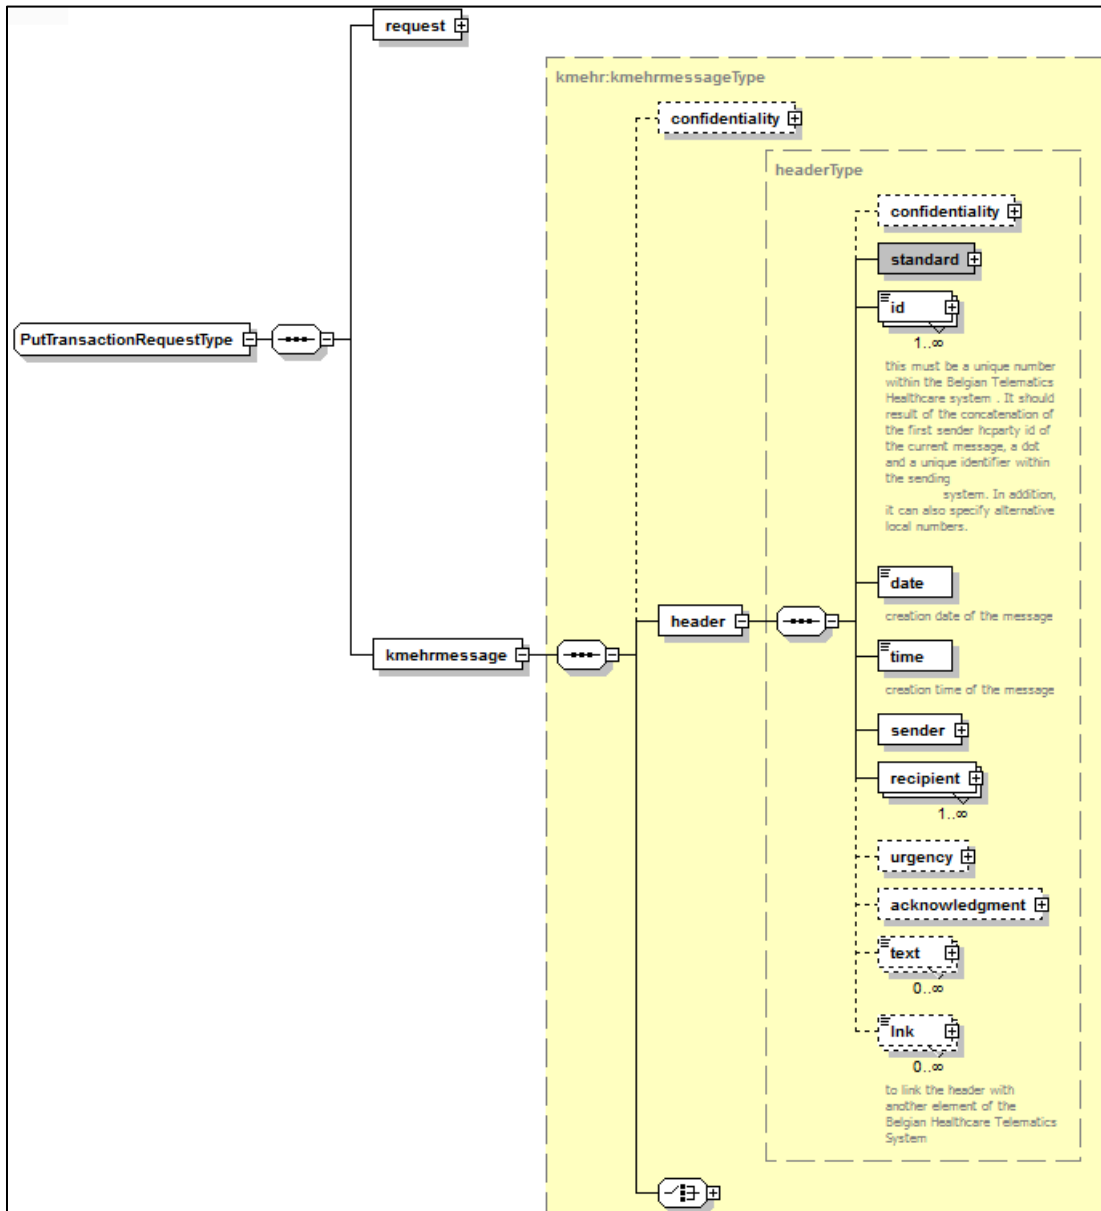 request
kmehr:kmehrmessageType
confidentiality
headerType
confidentiality
standard
id
1..∞
this must be a unique number
within the Belgian Telematics
Healthcare system . It should
result of the concatenation of
the first sender hcparty id of
the current message, a dot
and a unique identifier within
the sending
system. In addition,
it can also specify alternative
local numbers.
PutTransactionRequestType
date
creation date of the message
header
kmehrmessage
time
creation time of the message
sender
recipient
1..∞
urgency
acknowledgment
text
0..∞
lnk
0..∞
to link the header with
another element of the
Belgian Healthcare Telematics
System